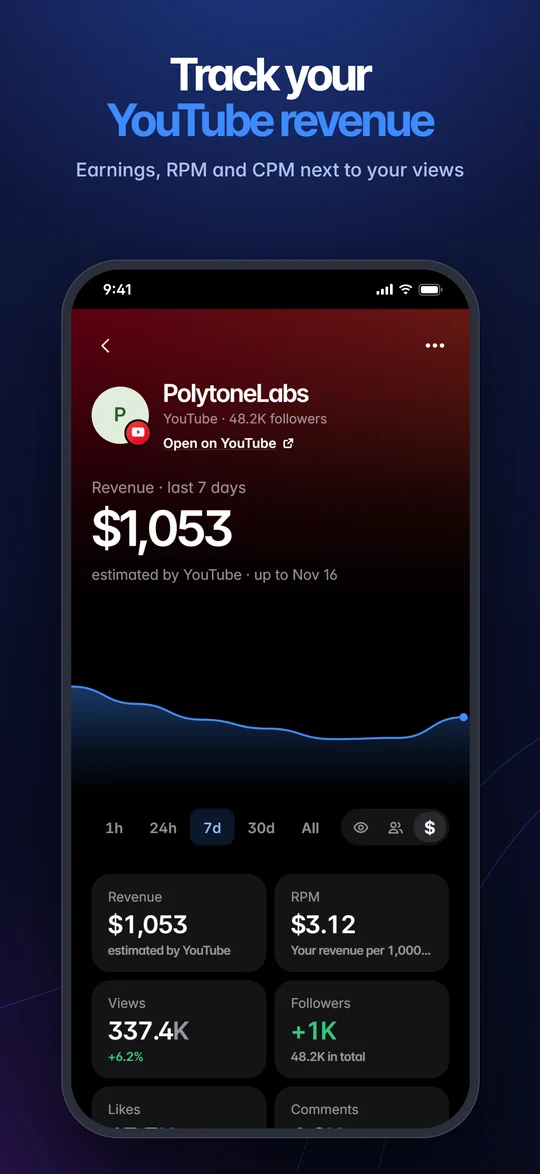 Track your
YouTube revenue
Earnings, RPM and CPM next to your views
9:41
PolytoneLabs
P
YouTube · 48.2K followers
Open on YouTube
Revenue · last 7 days
$1,053
estimated by YouTube · up to Nov 16
1h 24h 7d 30d All $
Revenue
$1,053
estimated by YouTube
RPM
$3.12
Your revenue per 1,000...
Views
337.4K
+6.2%
Followers
+1K
48.2K in total
Likes
Comments